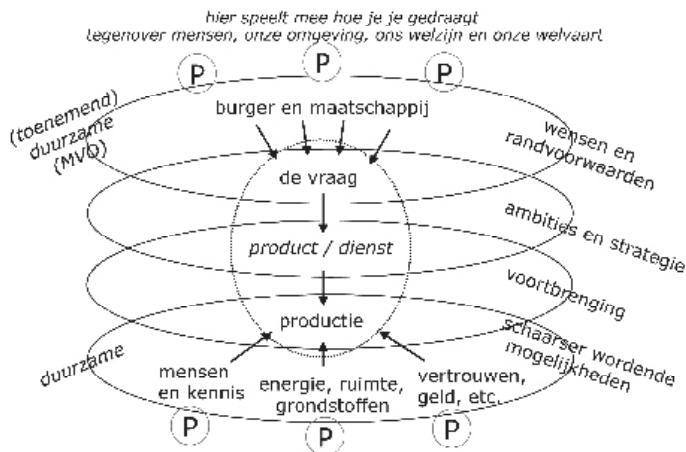 hier speelt mee hoe je je gedraagt
tegenover mensen, onze omgeving, ons welzijn en onze welvaart
P P P
(toenemend)
duurzame
(MVO)
burger en maatschappij
wensen en
randvoorwaarden
de vraag
ambities en strategie
product / dienst
voortbrenging
productie
schaarser wordende
mogelijkheden
duurzame
mensen
en kennis
energie, ruimte,
grondstoffen
vertrouwen,
geld, etc.
P P P